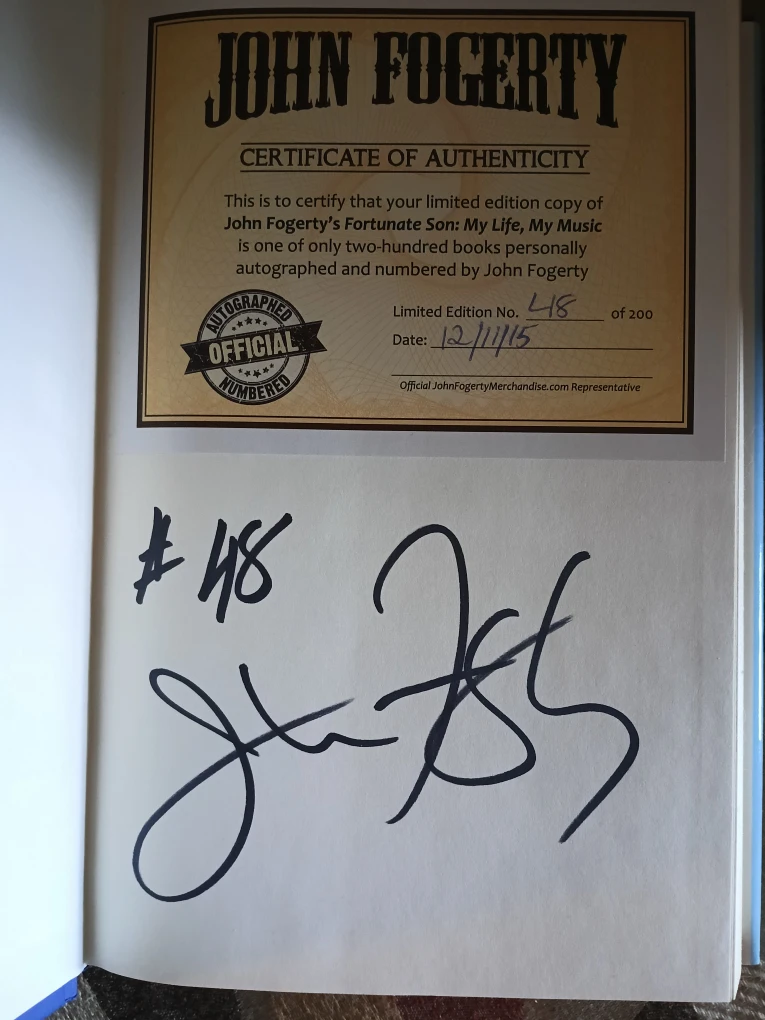 JOHN FOGERTY
CERTIFICATE OF AUTHENTICITY
This is to certify that your limited edition copy of
John Fogerty's Fortunate Son: My Life, My Music
is one of only two-hundred books personally
autographed and numbered by John Fogerty
AUTOGRAPHED
OFFICIAL
NUMBERED
Limited Edition No. 48 of 200
Date: 12/11/15
Official JohnFogertyMerchandise.com Representative
# 48